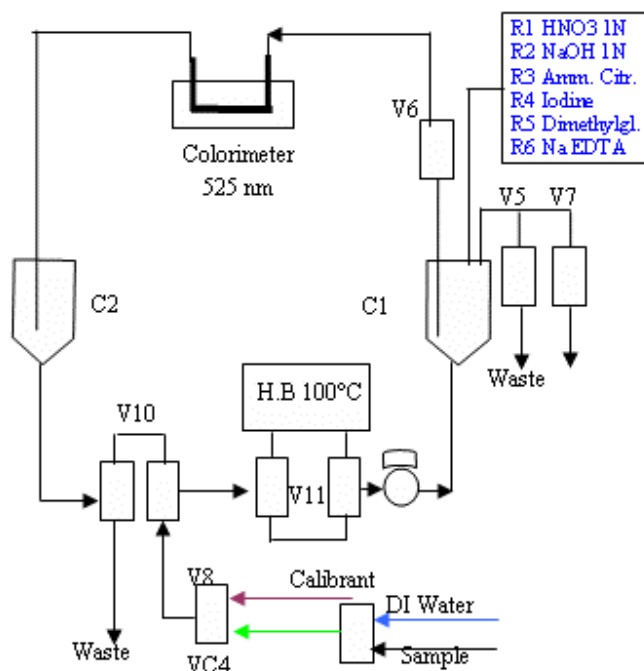 R1 HNO3 1N
R2 NaOH 1N
R3 Amm. Citr.
R4 Iodine
R5 Dimethylgl.
R6 Na EDTA
V6
Colorimeter
525 nm
V5
V7
C2
C1
Waste
H.B 100°C
V10
V11
V8
Calibrant
DI Water
Waste
VC4
Sample